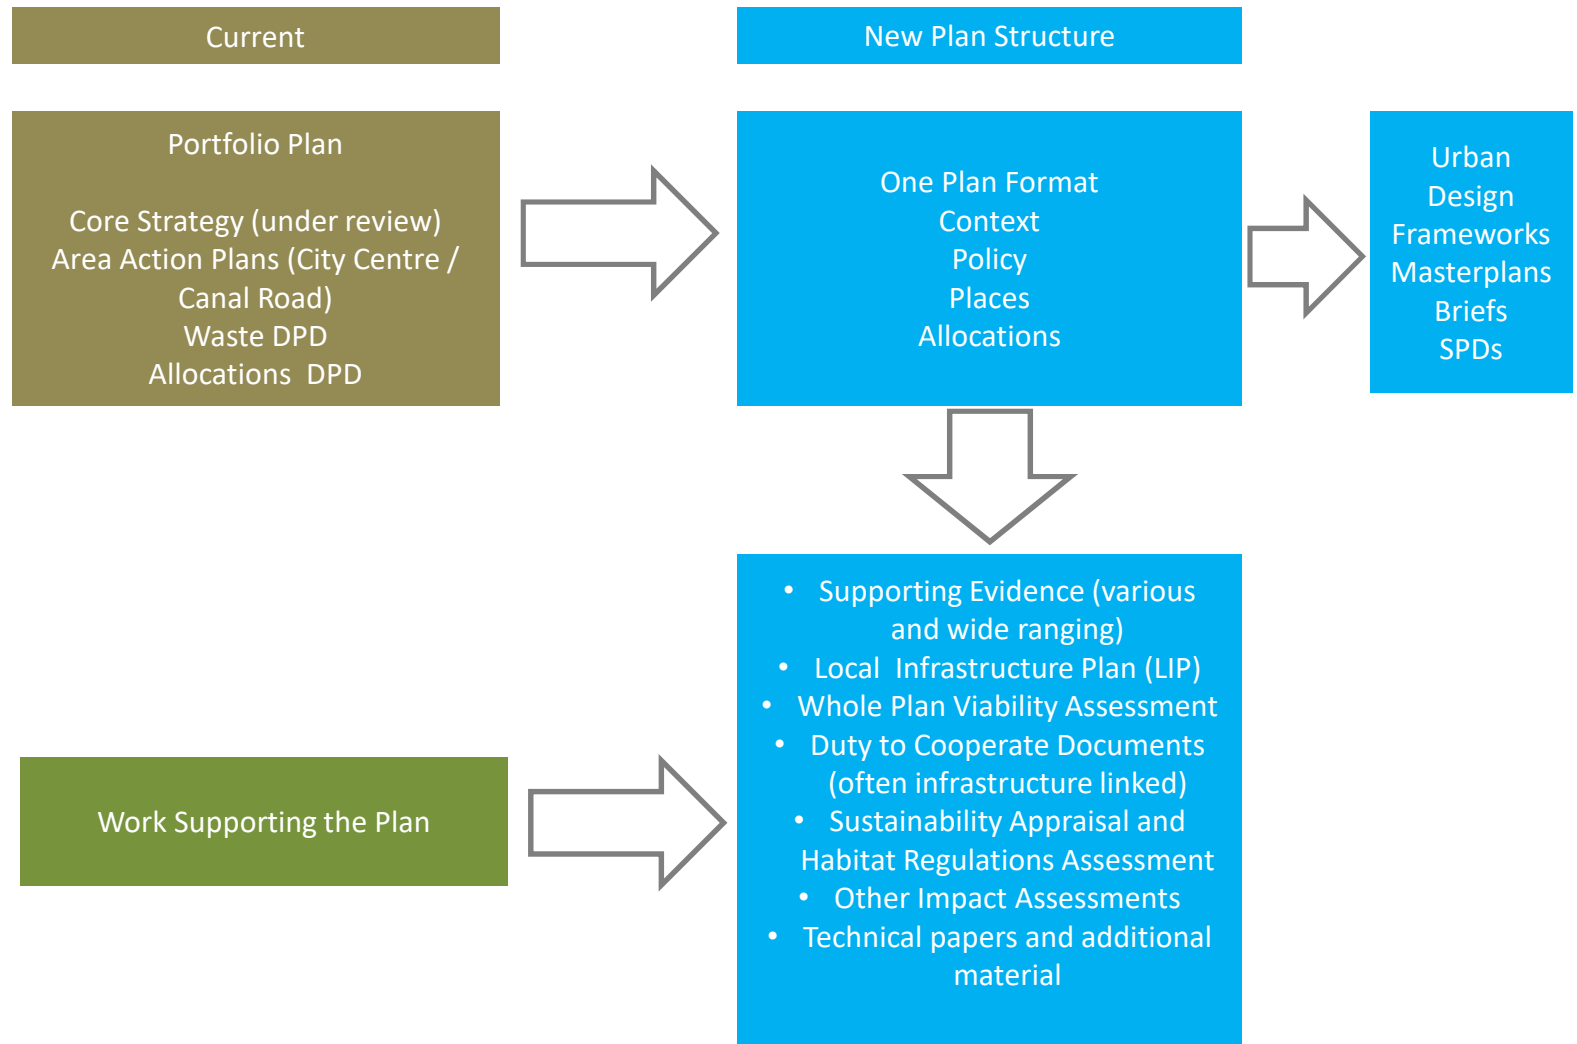 Current
New Plan Structure
Portfolio Plan
Core Strategy (under review)
Area Action Plans (City Centre /
Canal Road)
Waste DPD
Allocations  DPD
One Plan Format
Context
Policy
Places
Allocations
Urban
Design
Frameworks
Masterplans
Briefs
SPDs
Work Supporting the Plan
• Supporting Evidence (various
and wide ranging)
• Local  Infrastructure Plan (LIP)
• Whole Plan Viability Assessment
• Duty to Cooperate Documents
(often infrastructure linked)
• Sustainability Appraisal and
Habitat Regulations Assessment
• Other Impact Assessments
• Technical papers and additional
material